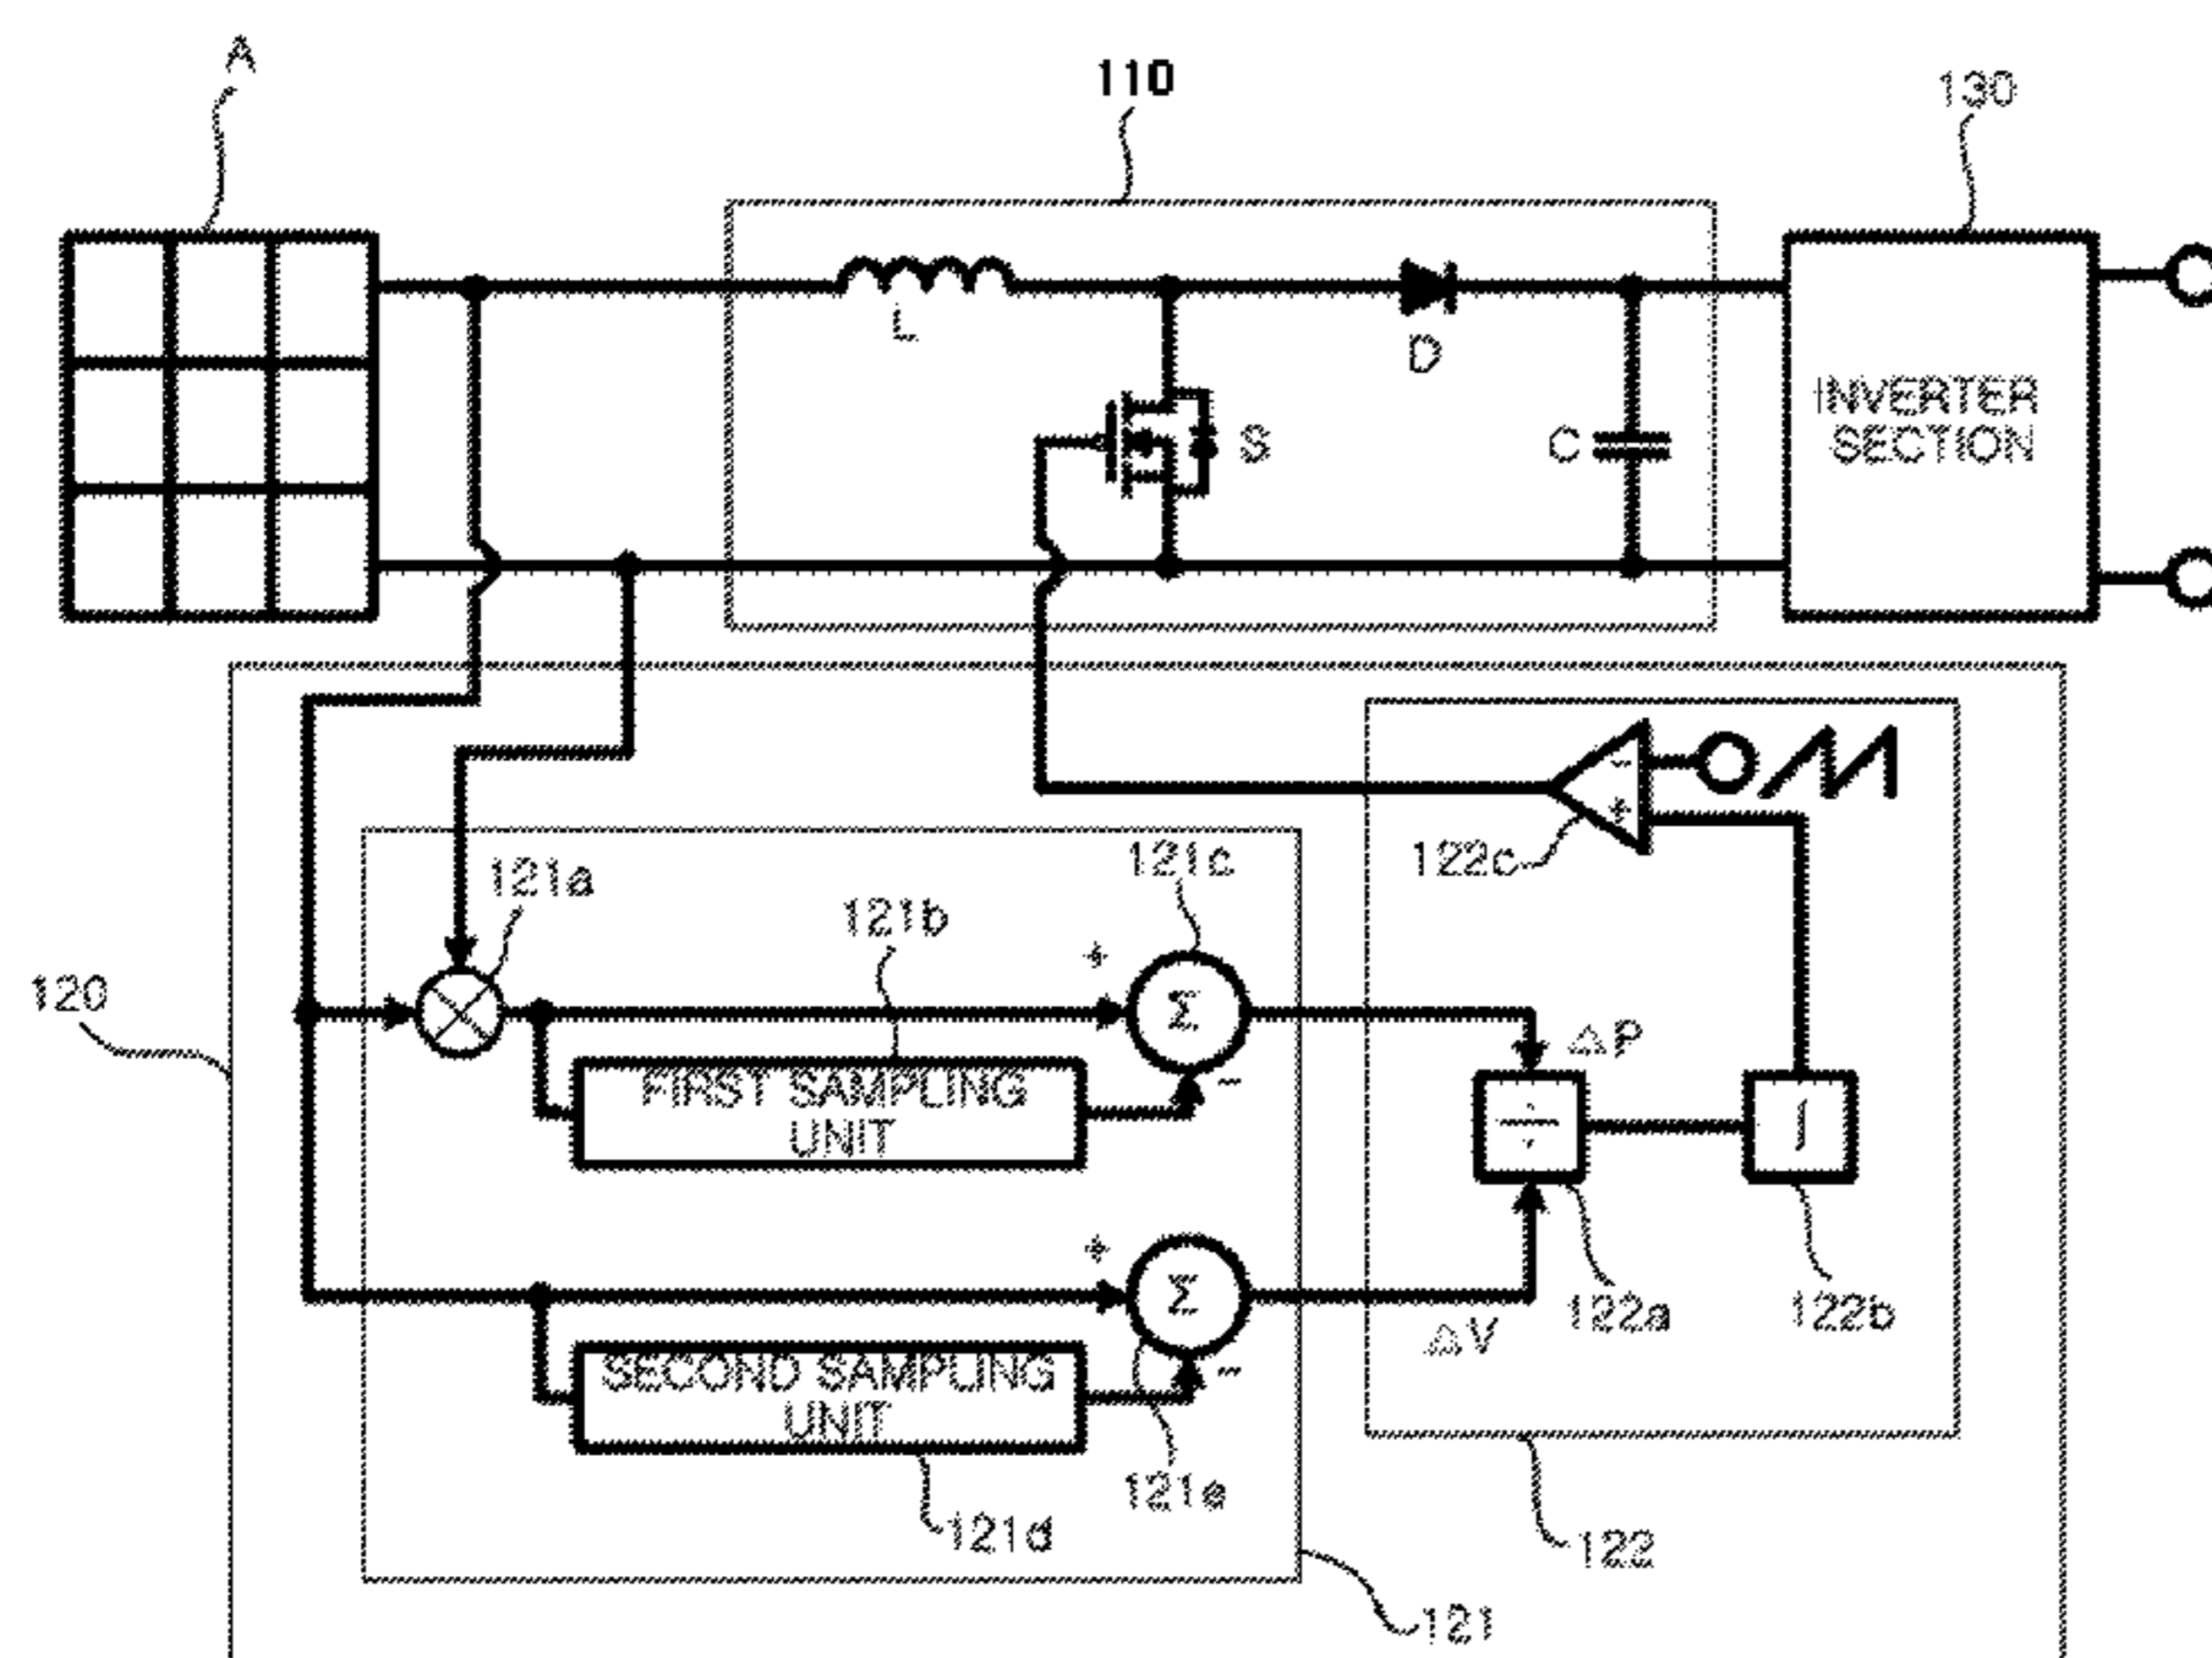 A
110
130
L
D
S
C
INVERTER
SECTION
-
+
122c
121a
121b
121c
120
+
Σ
-
ΔP
FIRST SAMPLING
UNIT
÷
∫
+
Σ
-
ΔV
122a
122b
SECOND SAMPLING
UNIT
121e
121d
122
121